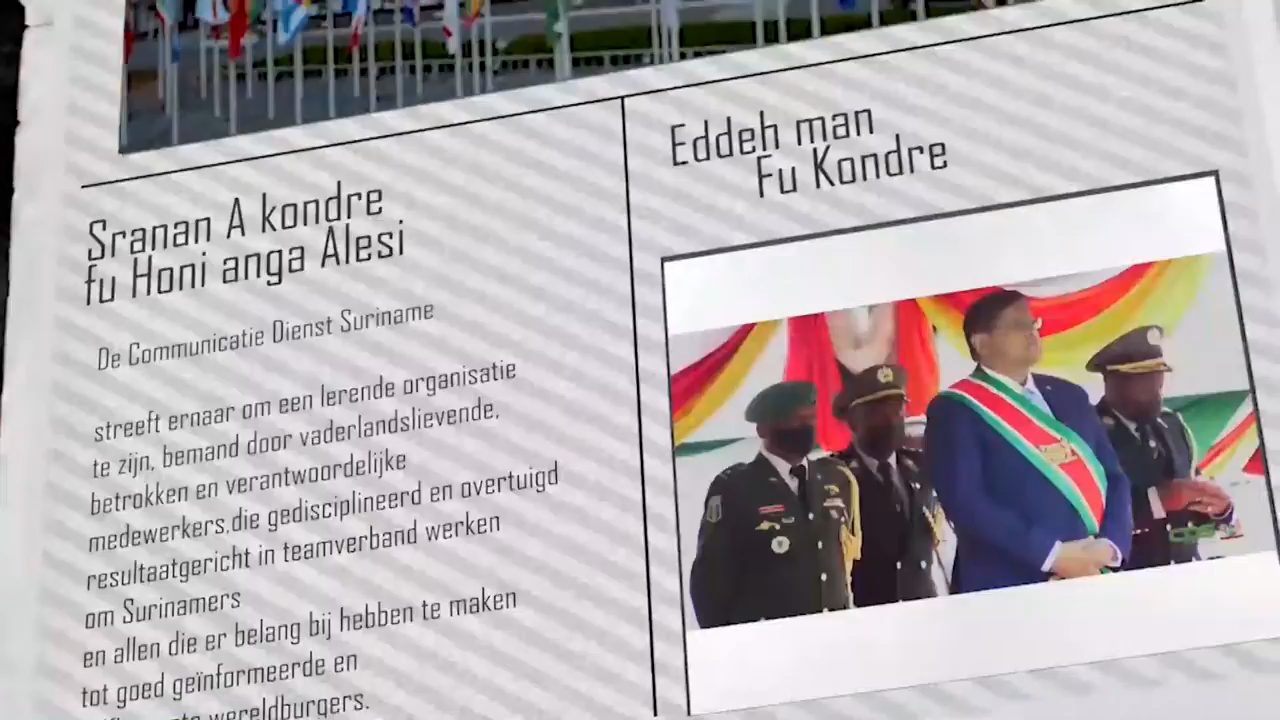 Sranan A kondre
fu Honi anga Alesi
De Communicatie Dienst Suriname
streeft ernaar om een lerende organisatie
te zijn, bemand door vaderlandslievende,
betrokken en verantwoordelijke
medewerkers,die gedisciplineerd en overtuigd
resultaatgericht in teamverband werken
om Surinamers
en allen die er belang bij hebben te maken
tot goed geïnformeerde en
wereldburgers.
Eddeh man
Fu Kondre